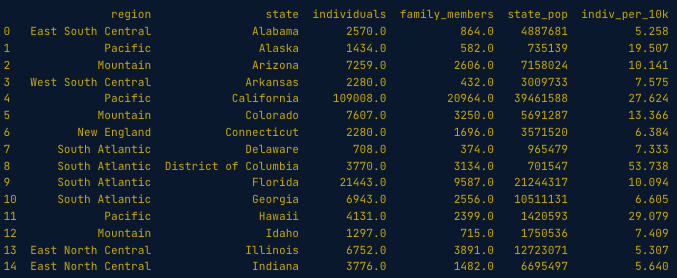 region state individuals family_members state_pop indiv_per_10k
0 East South Central Alabama 2570.0 864.0 4887681 5.258
1 Pacific Alaska 1434.0 582.0 735139 19.507
2 Mountain Arizona 7259.0 2606.0 7158024 10.141
3 West South Central Arkansas 2280.0 432.0 3009733 7.575
4 Pacific California 109008.0 20964.0 39461588 27.624
5 Mountain Colorado 7607.0 3250.0 5691287 13.366
6 New England Connecticut 2280.0 1696.0 3571520 6.384
7 South Atlantic Delaware 708.0 374.0 965479 7.333
8 South Atlantic District of Columbia 3770.0 3134.0 701547 53.738
9 South Atlantic Florida 21443.0 9587.0 21244317 10.094
10 South Atlantic Georgia 6943.0 2556.0 10511131 6.605
11 Pacific Hawaii 4131.0 2399.0 1420593 29.079
12 Mountain Idaho 1297.0 715.0 1750536 7.409
13 East North Central Illinois 6752.0 3891.0 12723071 5.307
14 East North Central Indiana 3776.0 1482.0 6695497 5.640